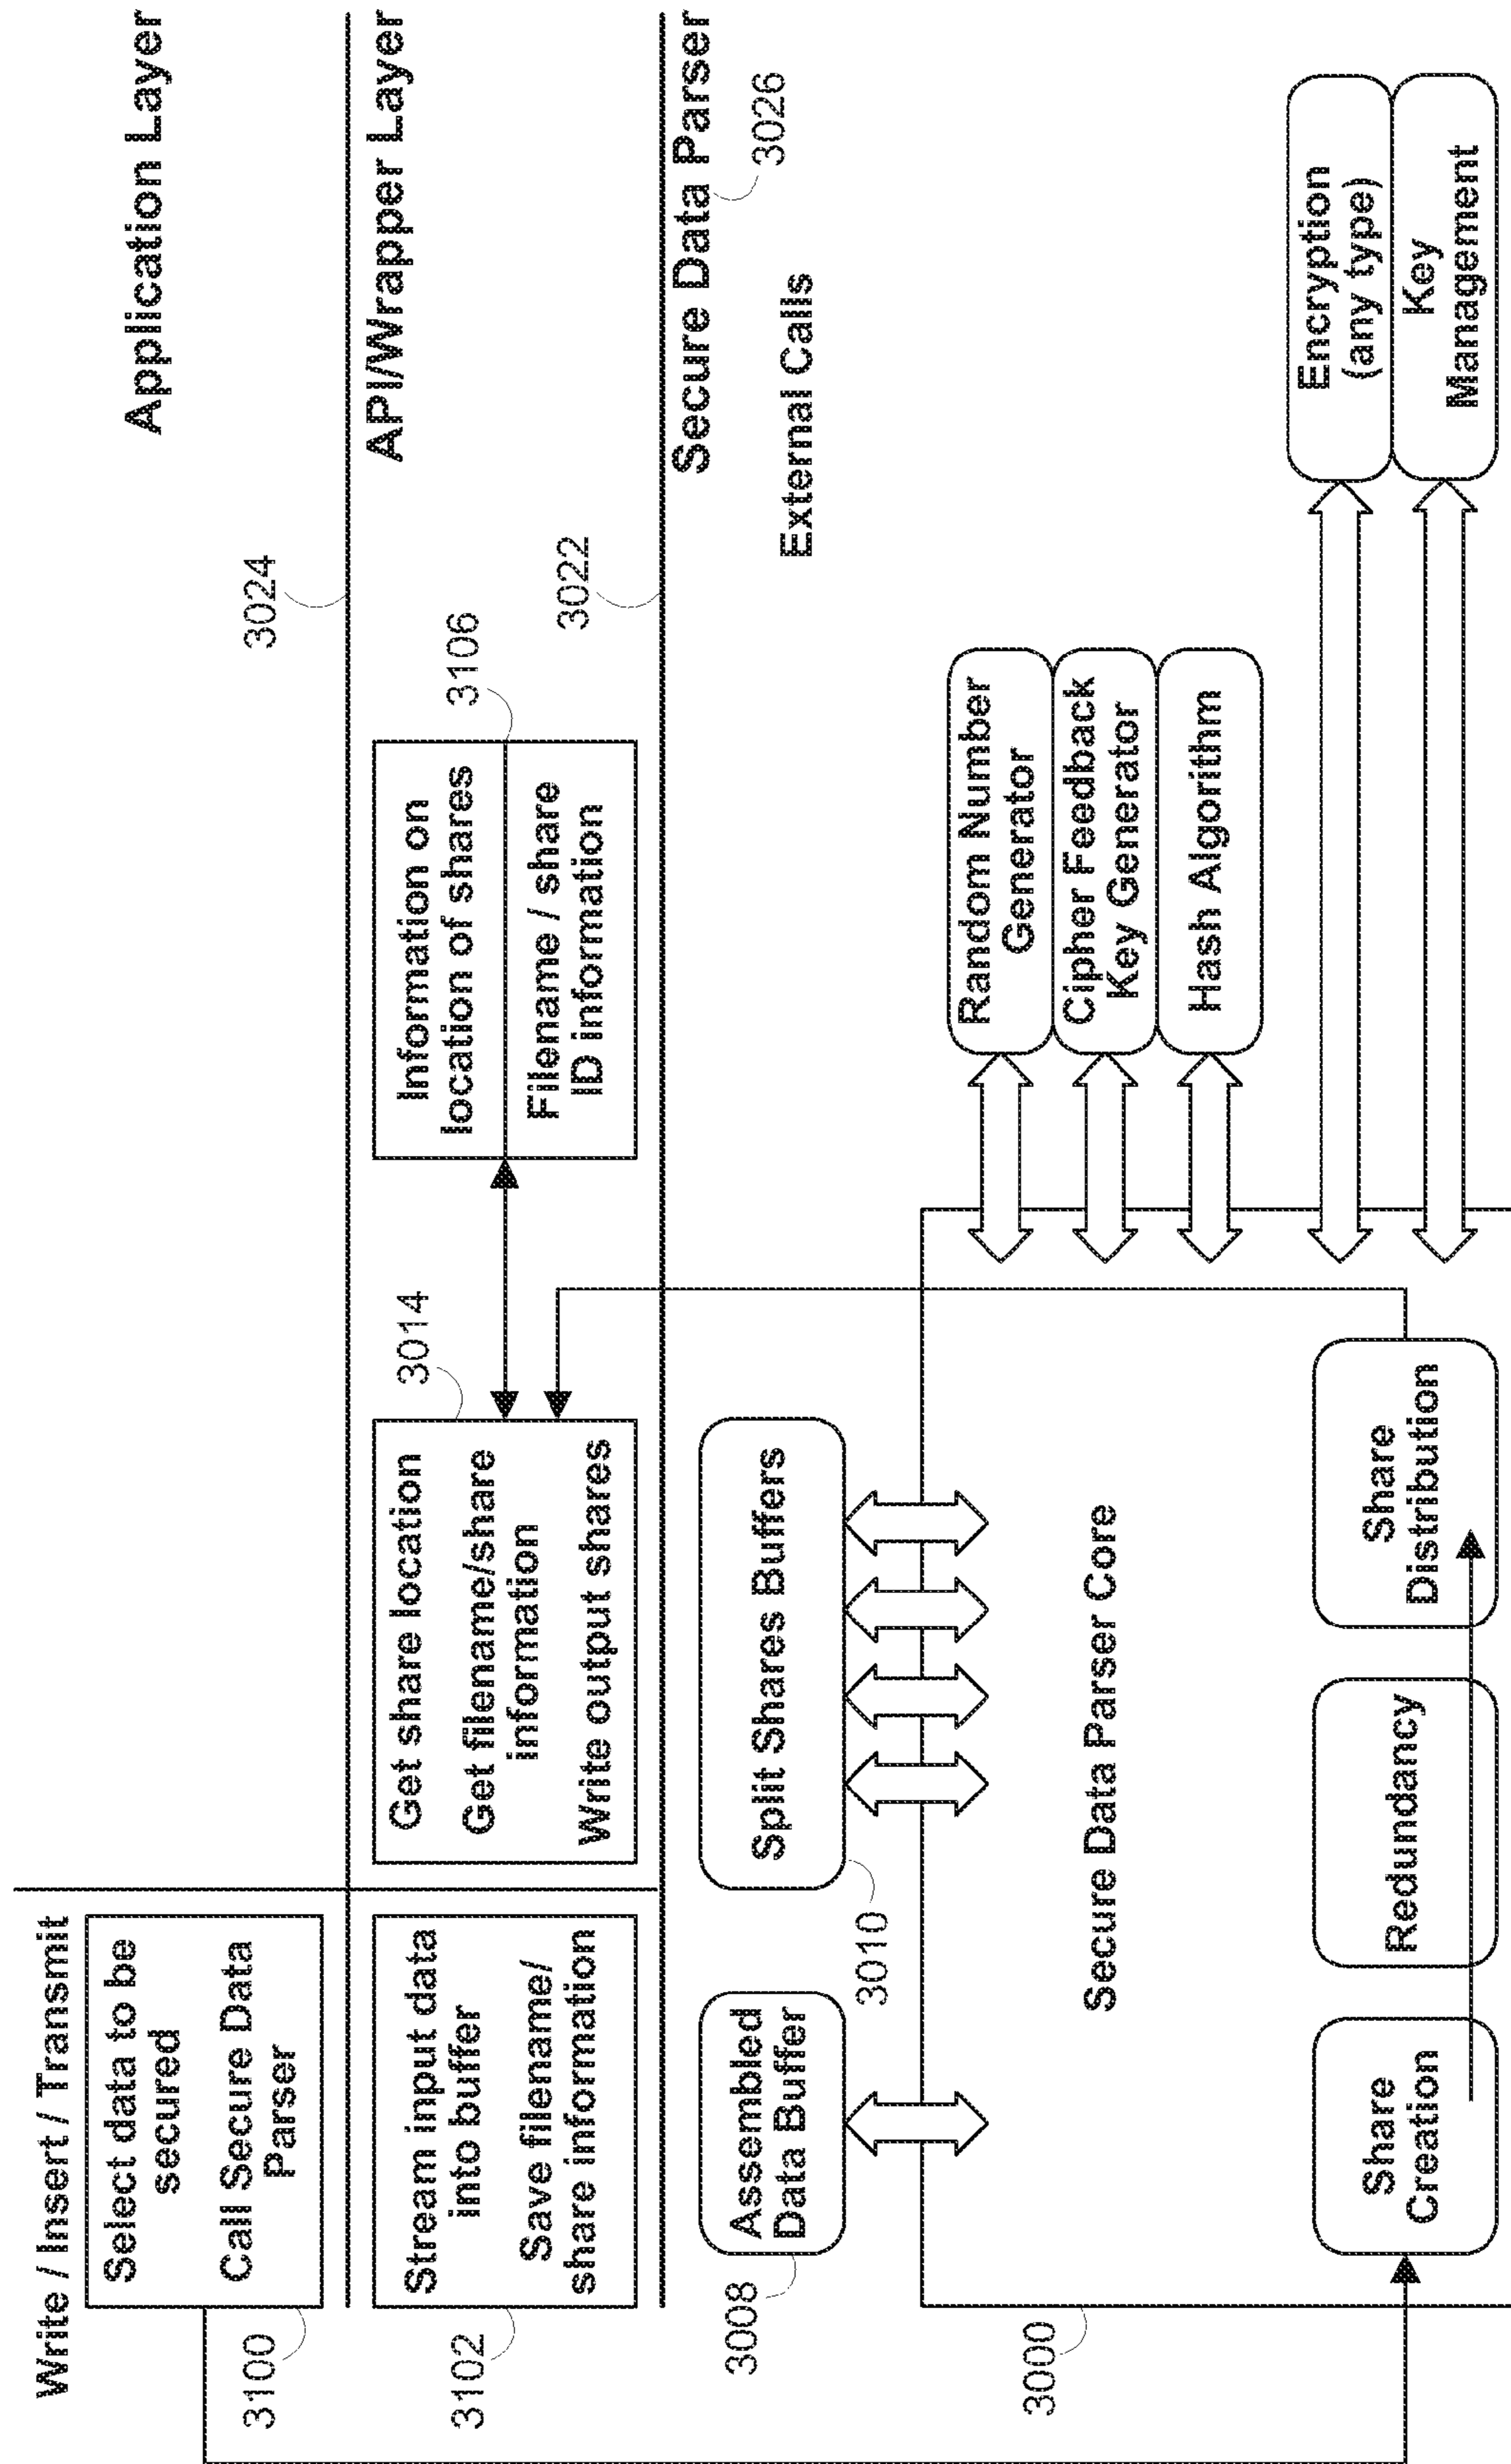 Write / Insert / Transmit
Application Layer
Select data to be
secured
Call Secure Data
Parser
3100
3024
API/Wrapper Layer
Stream input data
into buffer
Save filename/
share information
3102
Get share location
Get filename/share
information
Write output shares
3014
Information on
location of shares
Filename / share
ID information
3106
3022
Secure Data Parser
3026
External Calls
Assembled
Data Buffer
3008
Split Shares Buffers
3010
Random Number
Generator
Cipher Feedback
Key Generator
Hash Algorithm
3000
Secure Data Parser Core
Share
Creation
Redundancy
Share
Distribution
Encryption
(any type)
Key
Management